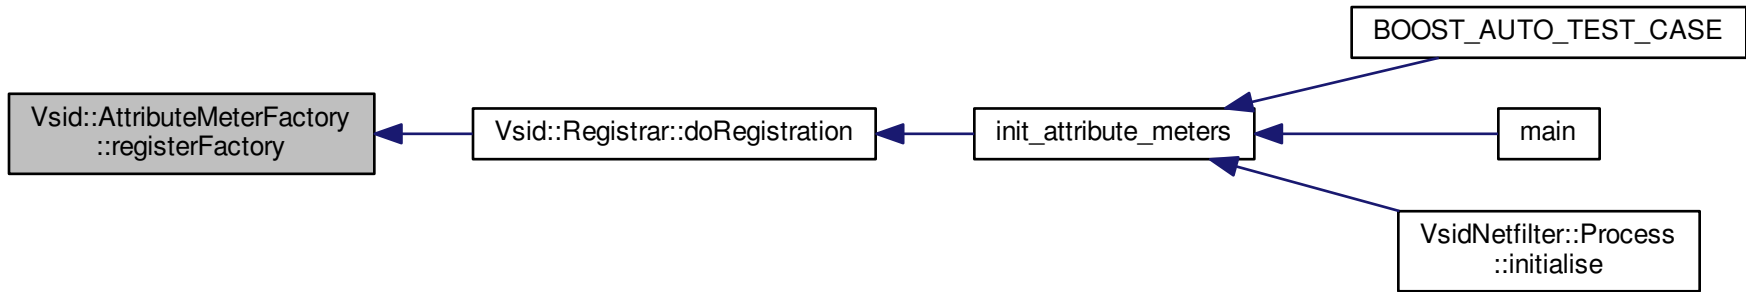 Vsid::AttributeMeterFactory
::registerFactory
Vsid::Registrar::doRegistration
init_attribute_meters
BOOST_AUTO_TEST_CASE
main
VsidNetfilter::Process
::initialise